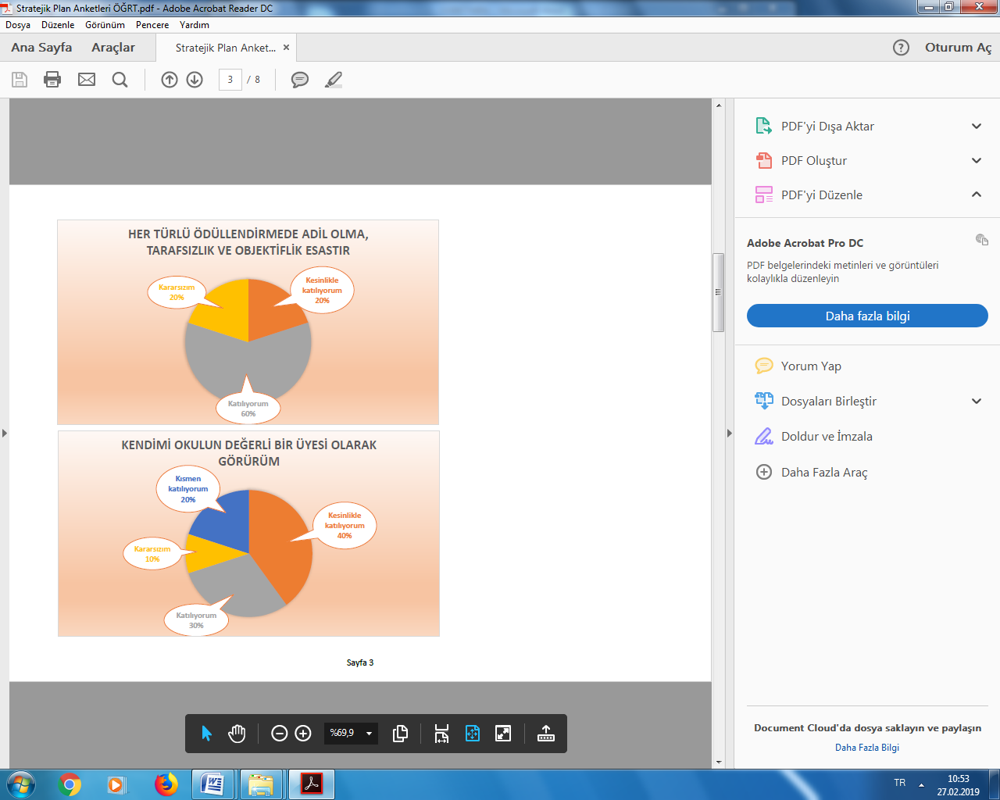 Stratejik Plan Anketleri ÖĞRT.pdf - Adobe Acrobat Reader DC
Dosya Düzenle Görünüm Pencere Yardım
Ana Sayfa Araçlar Stratejik Plan Anket... × Oturum Aç
3 / 8
HER TÜRLÜ ÖDÜLLENDİRMEDE ADİL OLMA,
TARAFSIZLIK VE OBJEKTİFLİK ESASTIR
Kararsızım
20%
Kesinlikle
katılıyorum
20%
Katılıyorum
60%
KENDİMİ OKULUN DEĞERLİ BİR ÜYESİ OLARAK
GÖRÜRÜM
Kısmen
katılıyorum
20%
Kesinlikle
katılıyorum
40%
Kararsızım
10%
Katılıyorum
30%
Sayfa 3
%69,9
PDF'yi Dışa Aktar
PDF Oluştur
PDF'yi Düzenle
Adobe Acrobat Pro DC
PDF belgelerindeki metinleri ve görüntüleri
kolaylıkla düzenleyin
Daha fazla bilgi
Yorum Yap
Dosyaları Birleştir
Doldur ve İmzala
Daha Fazla Araç
Document Cloud'da dosya saklayın ve paylaşın
Daha Fazla Bilgi
TR
10:53
27.02.2019